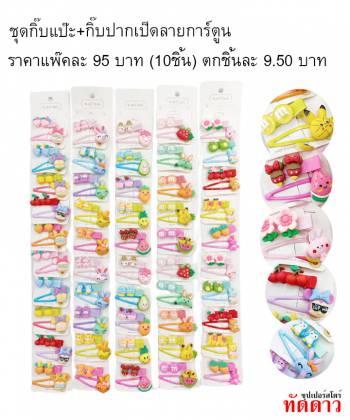 ชุดกิ๊บแป๊ะ+กิ๊บปากเป็ดลายการ์ตูน
ราคาแพ๊คละ 95 บาท (10ชิ้น) ตกชิ้นละ 9.50 บาท
ซุปเปอร์สโตร์
ทัดดาว